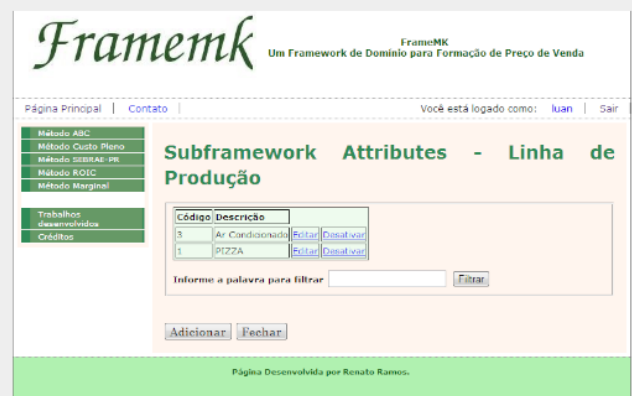 Framemk
FrameMK
Um Framework de Domínio para Formação de Preço de Venda
Página Principal | Contato | Você está logado como: luan | Sair |
Método ABC
Método Custo Pleno
Método SEBRAE-PR
Método ROIC
Método Marginal
Trabalhos
desenvolvidos
Créditos
Subframework Attributes - Linha de
Produção
Código Descrição
3 Ar Condicionado Editar Desativar
1 PIZZA Editar Desativar
Informe a palavra para filtrar Filtrar
Adicionar Fechar
Página Desenvolvida por Renato Ramos.